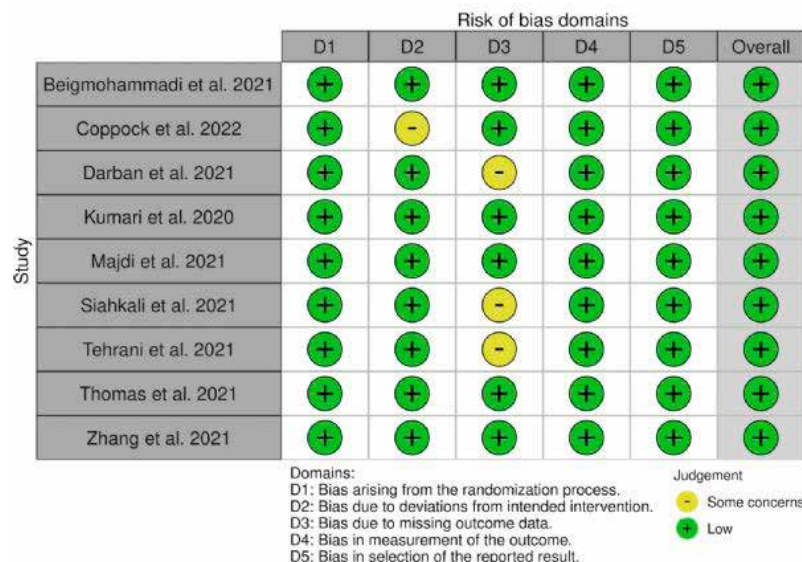 Risk of bias domains
D1 D2 D3 D4 D5 Overall
Study
Beigmohammadi et al. 2021 + + + + + +
Coppock et al. 2022 + - + + + +
Darban et al. 2021 + + - + + +
Kumari et al. 2020 + + + + + +
Majdi et al. 2021 + + + + + +
Siahkali et al. 2021 + + - + + +
Tehrani et al. 2021 + + - + + +
Thomas et al. 2021 + + + + + +
Zhang et al. 2021 + + + + + +
Domains:
D1: Bias arising from the randomization process.
D2: Bias due to deviations from intended intervention.
D3: Bias due to missing outcome data.
D4: Bias in measurement of the outcome.
D5: Bias in selection of the reported result.
Judgement
- Some concerns
+ Low